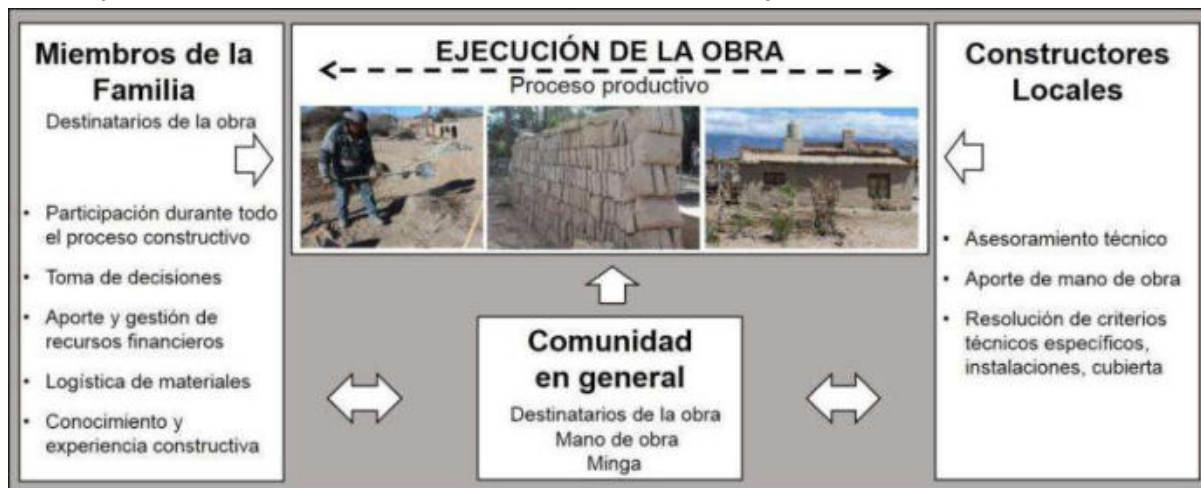 Miembros de la
Familia
Destinatarios de la obra
• Participación durante todo
el proceso constructivo
• Toma de decisiones
• Aporte y gestión de
recursos financieros
• Logística de materiales
• Conocimiento y
experiencia constructiva
EJECUCIÓN DE LA OBRA
Proceso productivo
Comunidad
en general
Destinatarios de la obra
Mano de obra
Minga
Constructores
Locales
• Asesoramiento técnico
• Aporte de mano de obra
• Resolución de criterios
técnicos específicos,
instalaciones, cubierta